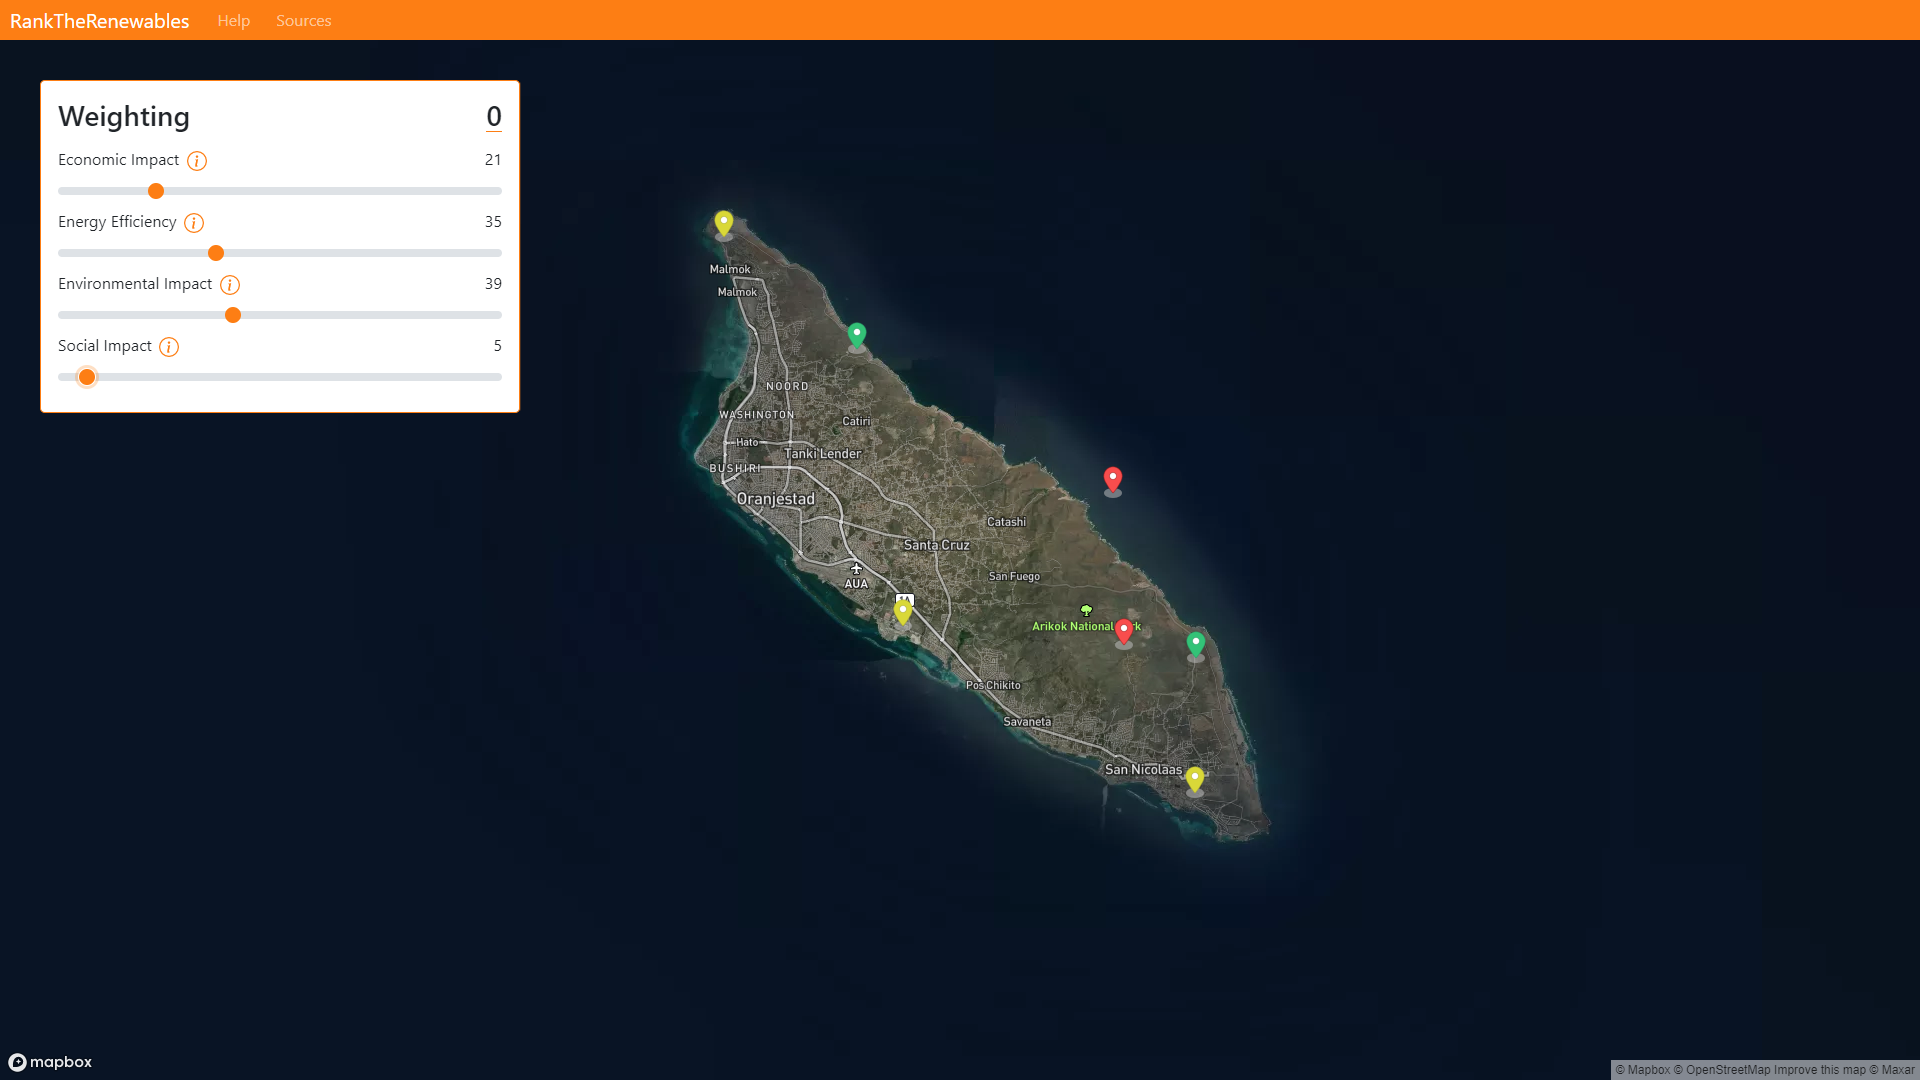 RankTheRenewables Help Sources
Weighting 0
Economic Impact i 21
Energy Efficiency i 35
Environmental Impact i 39
Social Impact i 5
Malmok
Malmok
NOORD
WASHINGTON
Catiri
Hato
Tanki Lender
BUSHIRI
Oranjestad
Catashi
Santa Cruz
San Fuego
AUA
Arikok National
Pos Chikito
Savaneta
San Nicolaas
mapbox
© Mapbox © OpenStreetMap Improve this map © Maxar